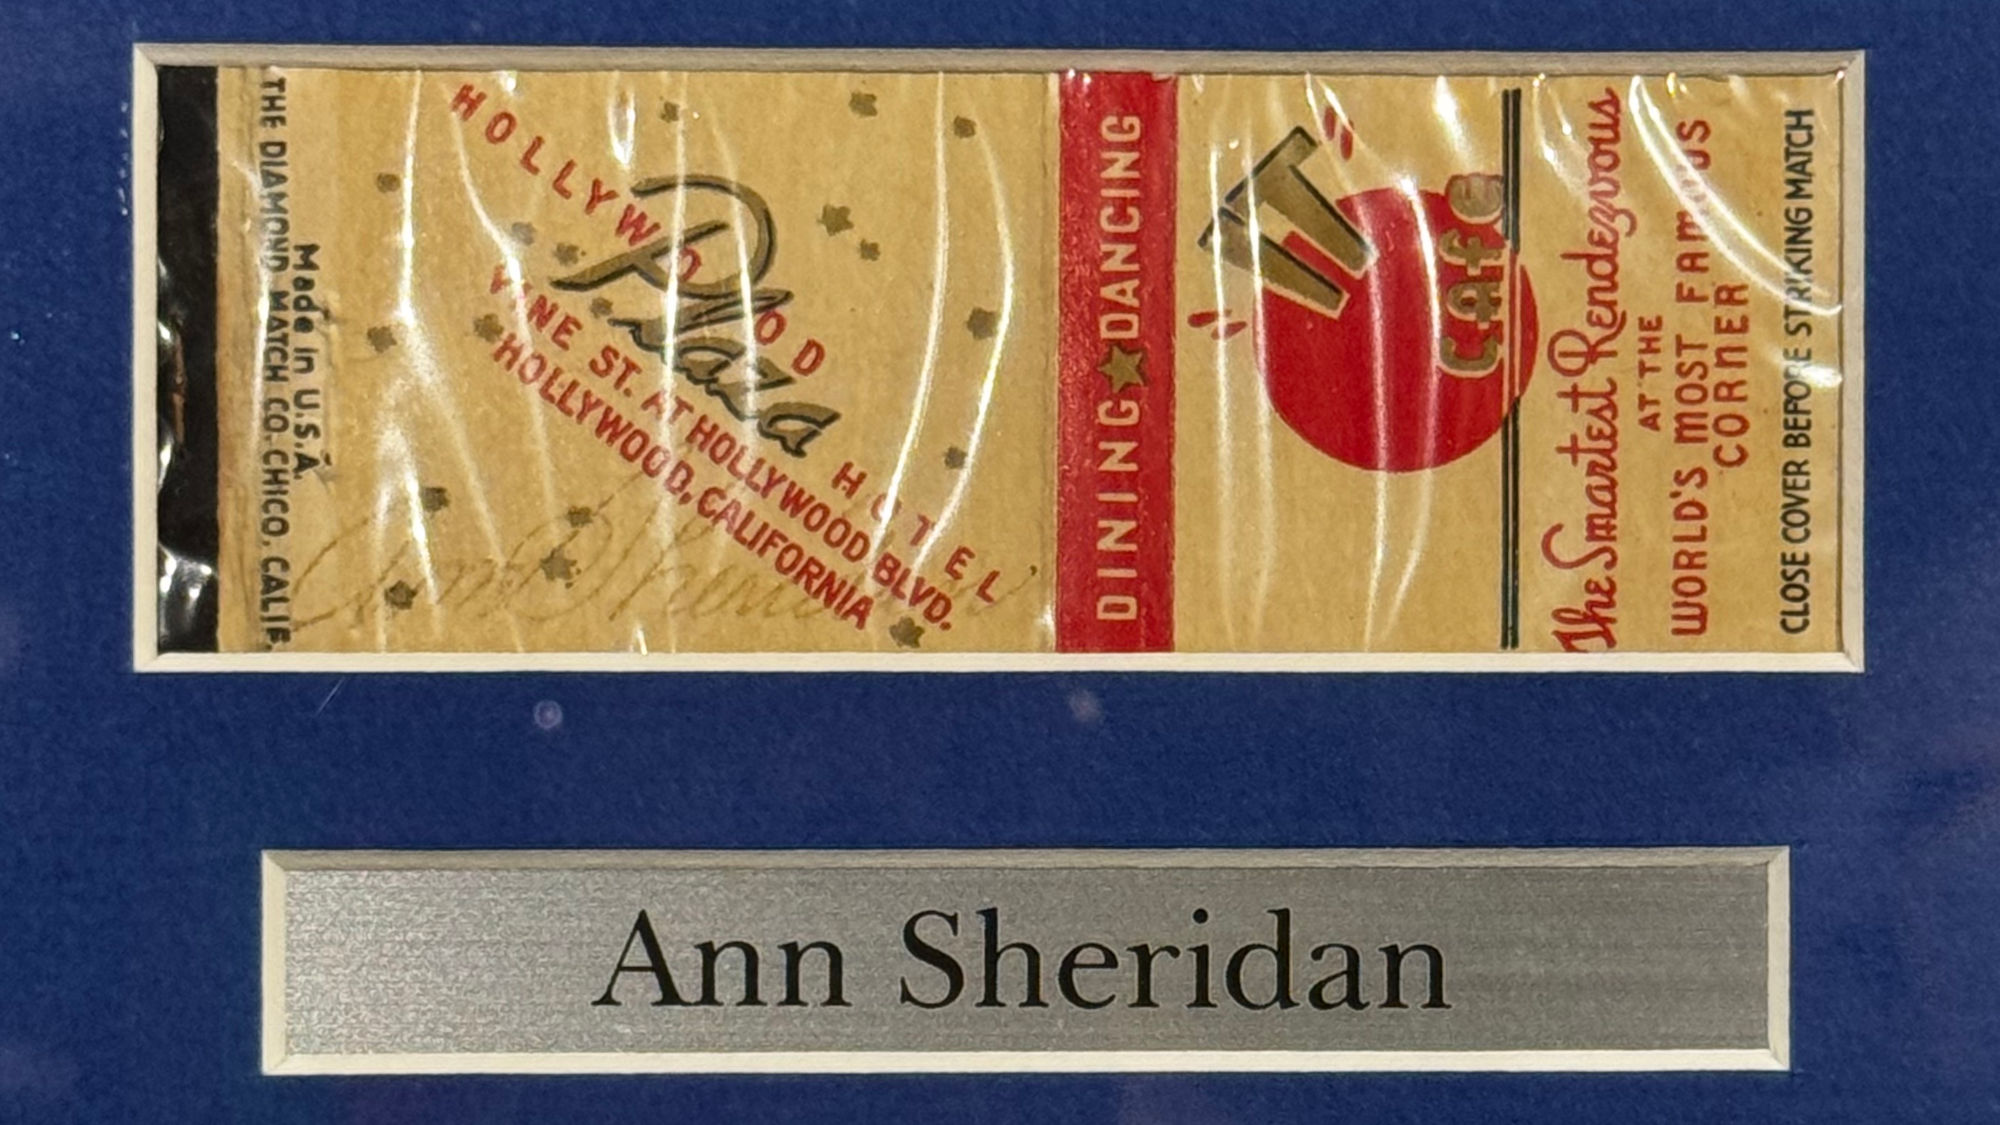 THE DIAMOND MATCH CO. CHICO, CALIF.
Made in U.S.A.
HOLLYWOOD
Plaza
HOTEL
VINE ST. AT HOLLYWOOD BLVD.
HOLLYWOOD, CALIFORNIA
Ann Sheridan
DINING★DANCING
IT
CAfe
The Smartest Rendezvous
AT THE
WORLD'S MOST FAMOUS
CORNER
CLOSE COVER BEFORE STRIKING MATCH
Ann Sheridan